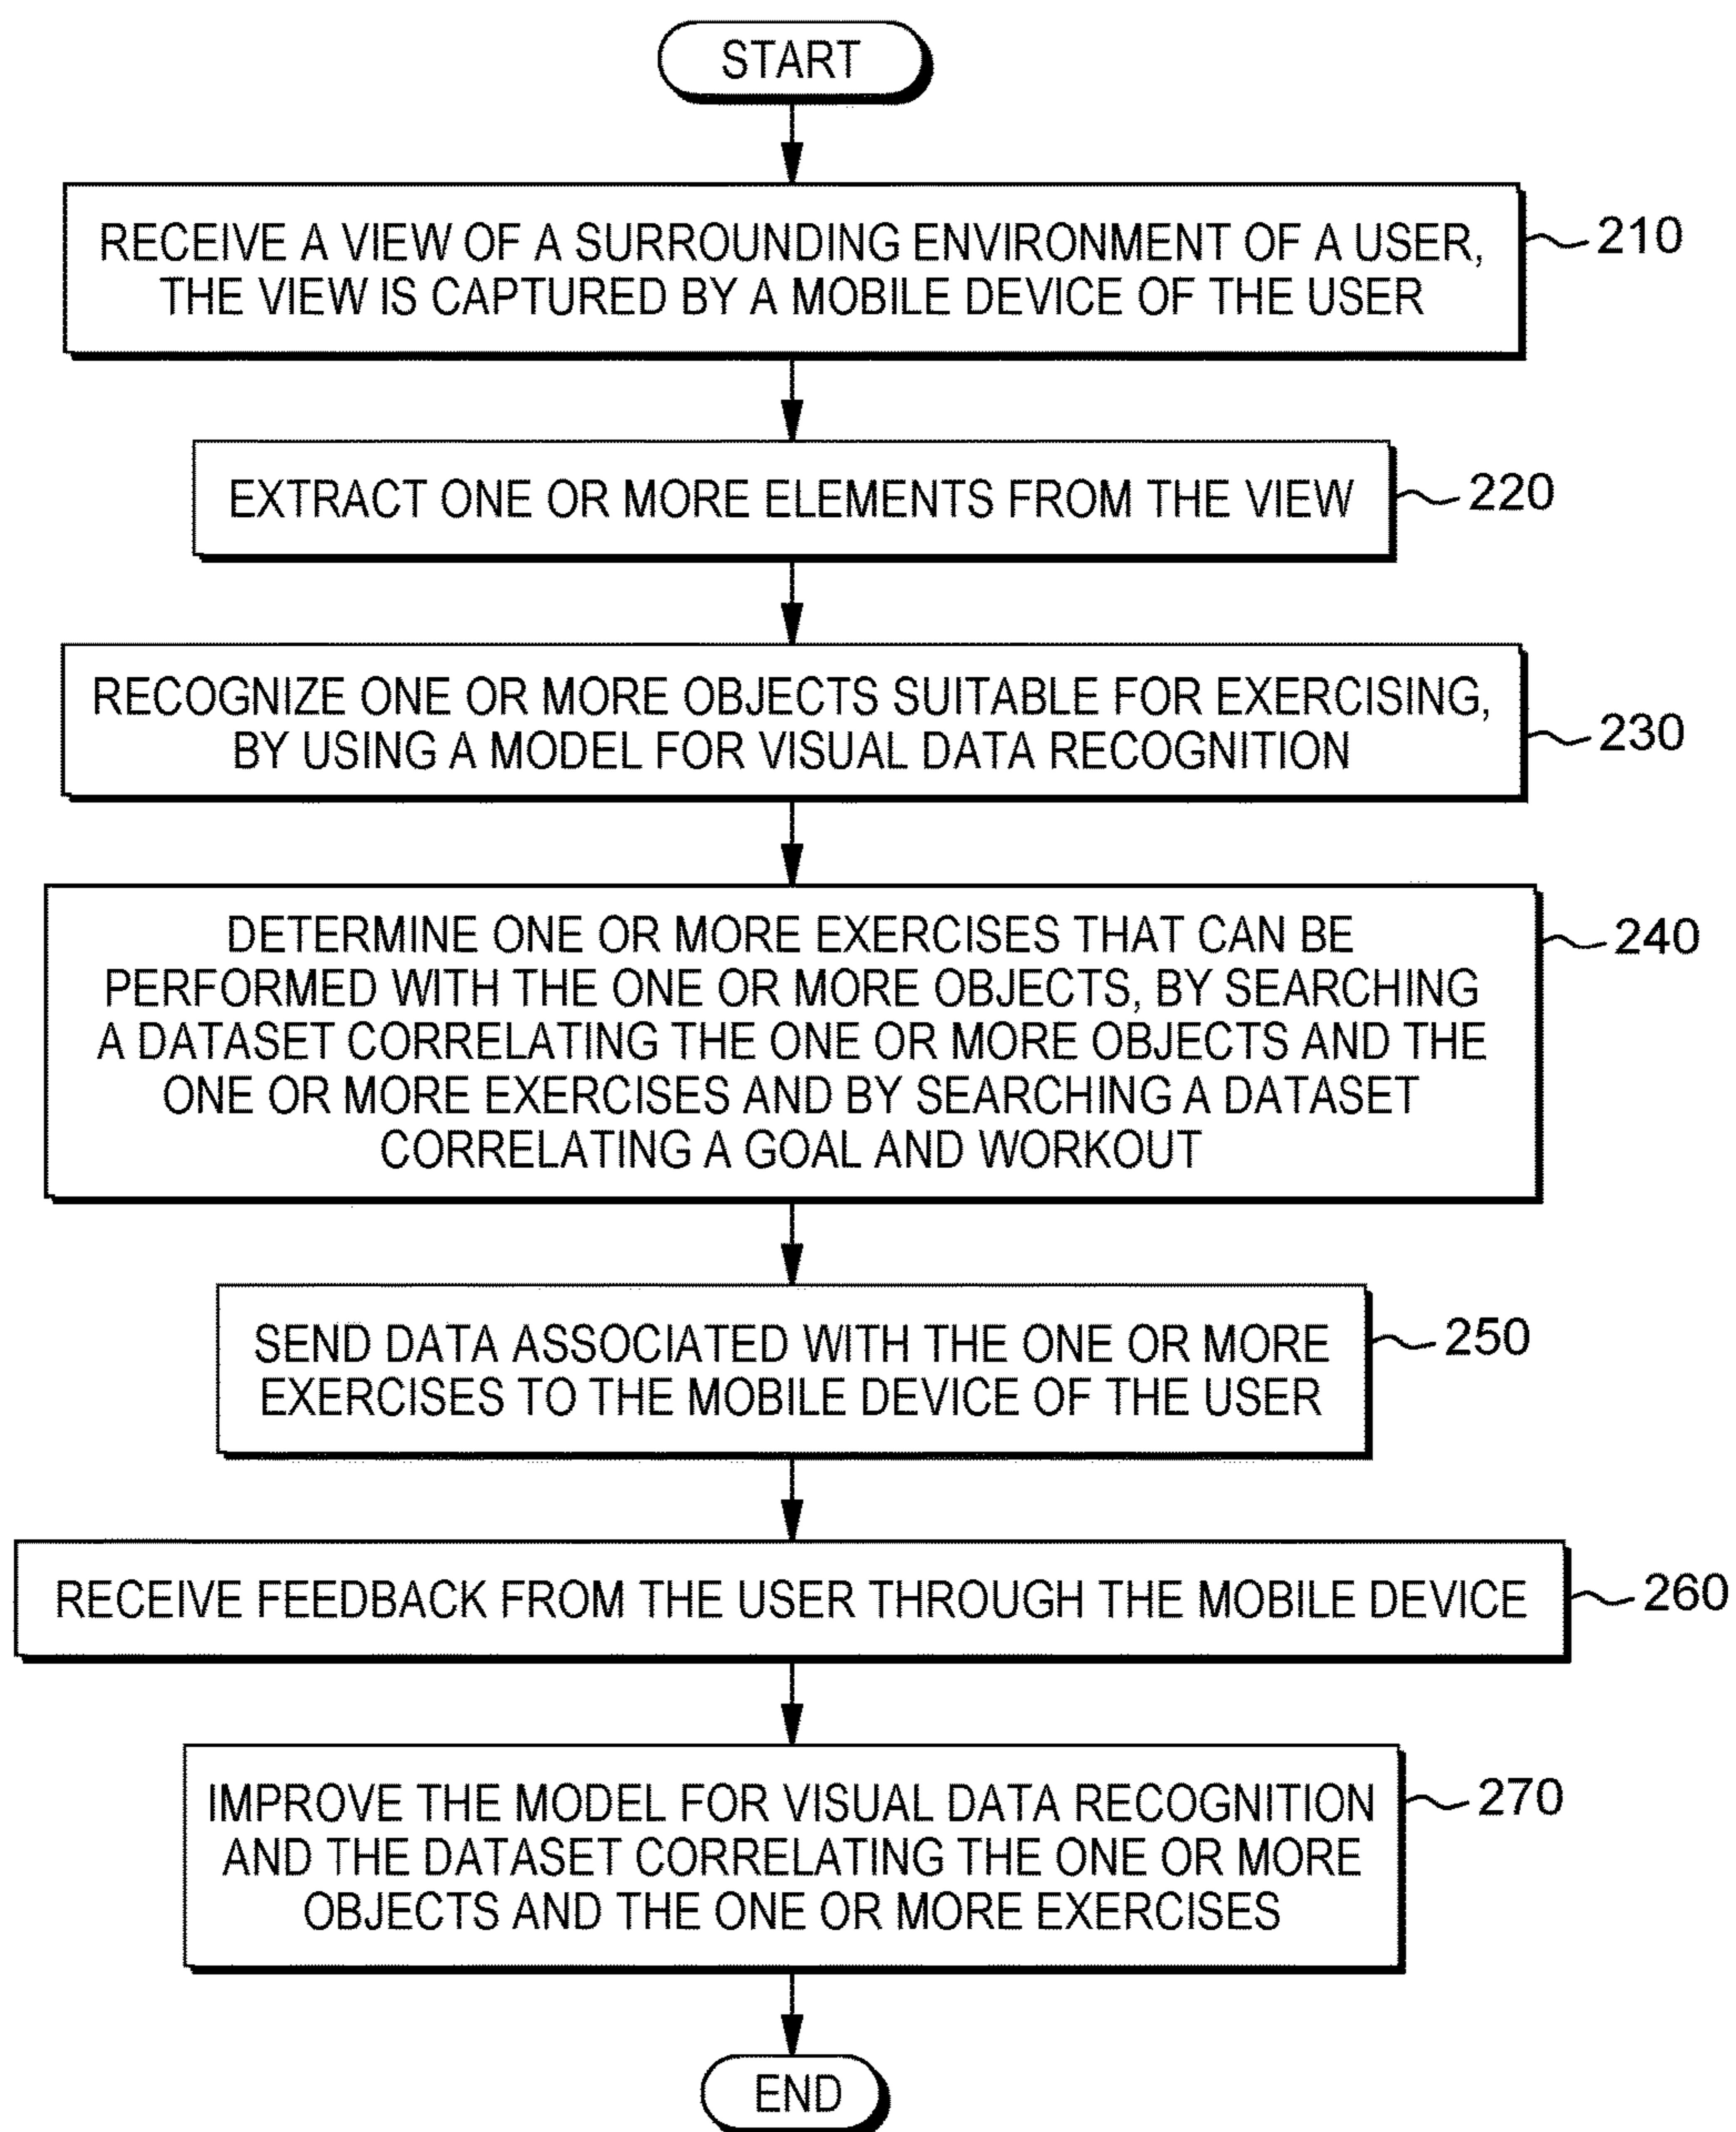 START
RECEIVE A VIEW OF A SURROUNDING ENVIRONMENT OF A USER,
THE VIEW IS CAPTURED BY A MOBILE DEVICE OF THE USER
210
EXTRACT ONE OR MORE ELEMENTS FROM THE VIEW
220
RECOGNIZE ONE OR MORE OBJECTS SUITABLE FOR EXERCISING,
BY USING A MODEL FOR VISUAL DATA RECOGNITION
230
DETERMINE ONE OR MORE EXERCISES THAT CAN BE
PERFORMED WITH THE ONE OR MORE OBJECTS, BY SEARCHING
A DATASET CORRELATING THE ONE OR MORE OBJECTS AND THE
ONE OR MORE EXERCISES AND BY SEARCHING A DATASET
CORRELATING A GOAL AND WORKOUT
240
SEND DATA ASSOCIATED WITH THE ONE OR MORE
EXERCISES TO THE MOBILE DEVICE OF THE USER
250
RECEIVE FEEDBACK FROM THE USER THROUGH THE MOBILE DEVICE
260
IMPROVE THE MODEL FOR VISUAL DATA RECOGNITION
AND THE DATASET CORRELATING THE ONE OR MORE
OBJECTS AND THE ONE OR MORE EXERCISES
270
END